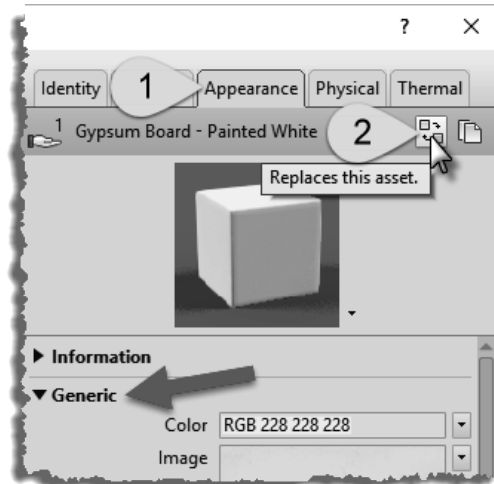 ?
Identity 1 Appearance Physical Thermal
1 Gypsum Board - Painted White 2
Replaces this asset.
Information
Generic
Color RGB 228 228 228
Image